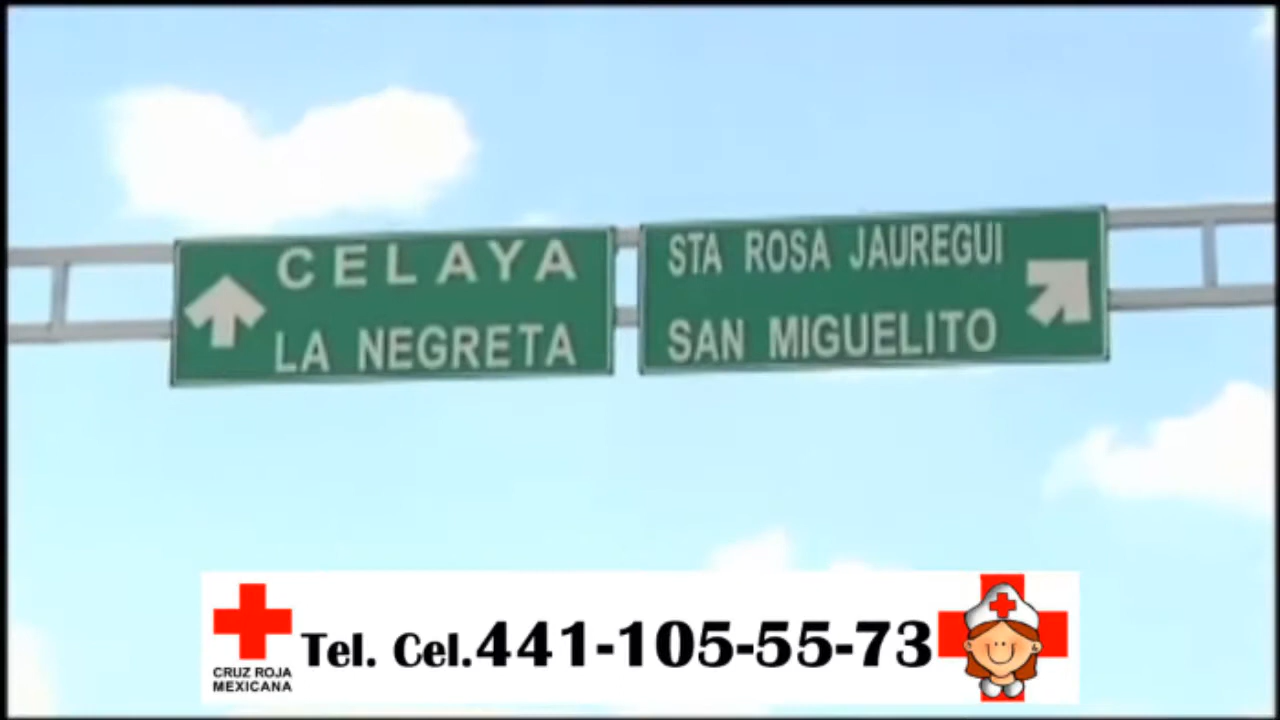 CELAYA
LA NEGRETA
STA ROSA JAUREGUI
SAN MIGUELITO
CRUZ ROJA
MEXICANA
Tel. Cel.441-105-55-73